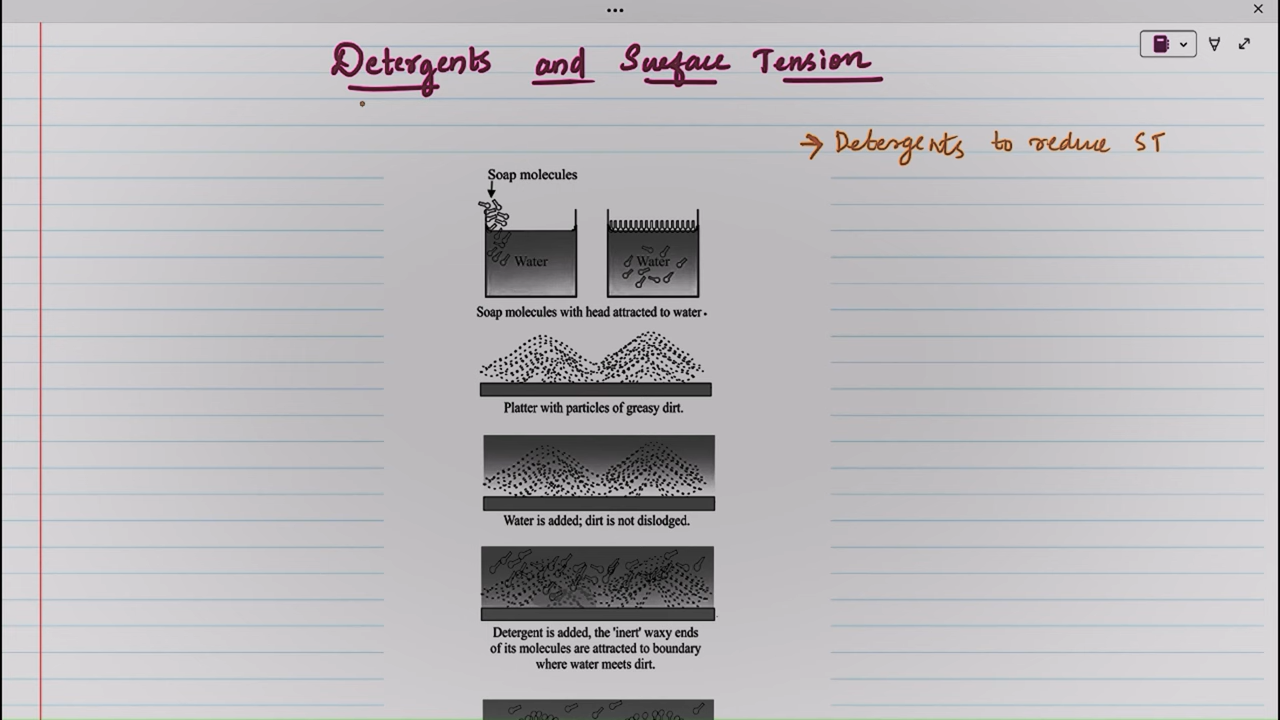 Detergents and Surface Tension
→ Detergents to reduce ST
Soap molecules
Water
Water
Soap molecules with head attracted to water.
Platter with particles of greasy dirt.
Water is added; dirt is not dislodged.
Detergent is added, the 'inert' waxy ends
of its molecules are attracted to boundary
where water meets dirt.